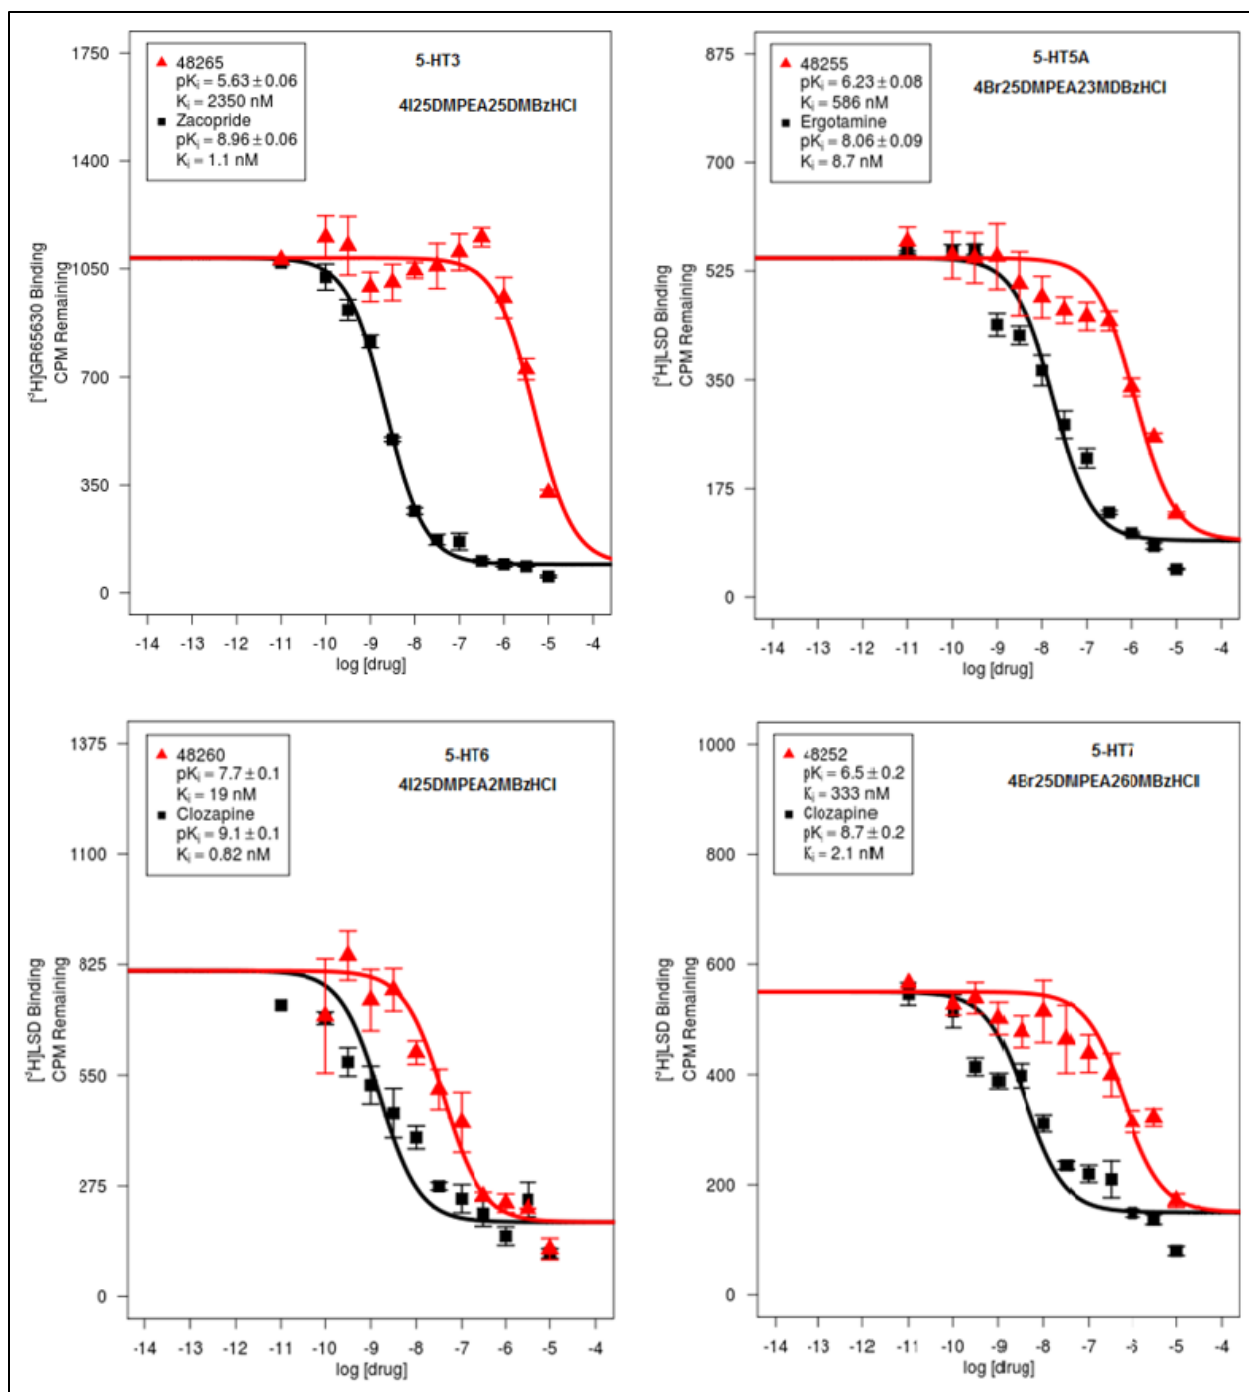 5-HT3
4I25DMPEA25DMBzHCl
48265
pKi = 5.63 ± 0.06
Ki = 2350 nM
Zacopride
pKi = 8.96 ± 0.06
Ki = 1.1 nM
1750
1400
1050
700
350
0
[³H]GR65630 Binding
CPM Remaining
-14 -13 -12 -11 -10 -9 -8 -7 -6 -5 -4
log [drug]
5-HT5A
4Br25DMPEA23MDBzHCl
48255
pKi = 6.23 ± 0.08
Ki = 586 nM
Ergotamine
pKi = 8.06 ± 0.09
Ki = 8.7 nM
875
700
525
350
175
0
[³H]LSD Binding
CPM Remaining
-14 -13 -12 -11 -10 -9 -8 -7 -6 -5 -4
log [drug]
5-HT6
4I25DMPEA2MBzHCl
48260
pKi = 7.7 ± 0.1
Ki = 19 nM
Clozapine
pKi = 9.1 ± 0.1
Ki = 0.82 nM
1375
1100
825
550
275
0
[³H]LSD Binding
CPM Remaining
-14 -13 -12 -11 -10 -9 -8 -7 -6 -5 -4
log [drug]
5-HT7
4Br25DMPEA26OMBzHCl
48252
pKi = 6.5 ± 0.2
Ki = 333 nM
Clozapine
pKi = 8.7 ± 0.2
Ki = 2.1 nM
1000
800
600
400
200
0
[³H]LSD Binding
CPM Remaining
-14 -13 -12 -11 -10 -9 -8 -7 -6 -5 -4
log [drug]